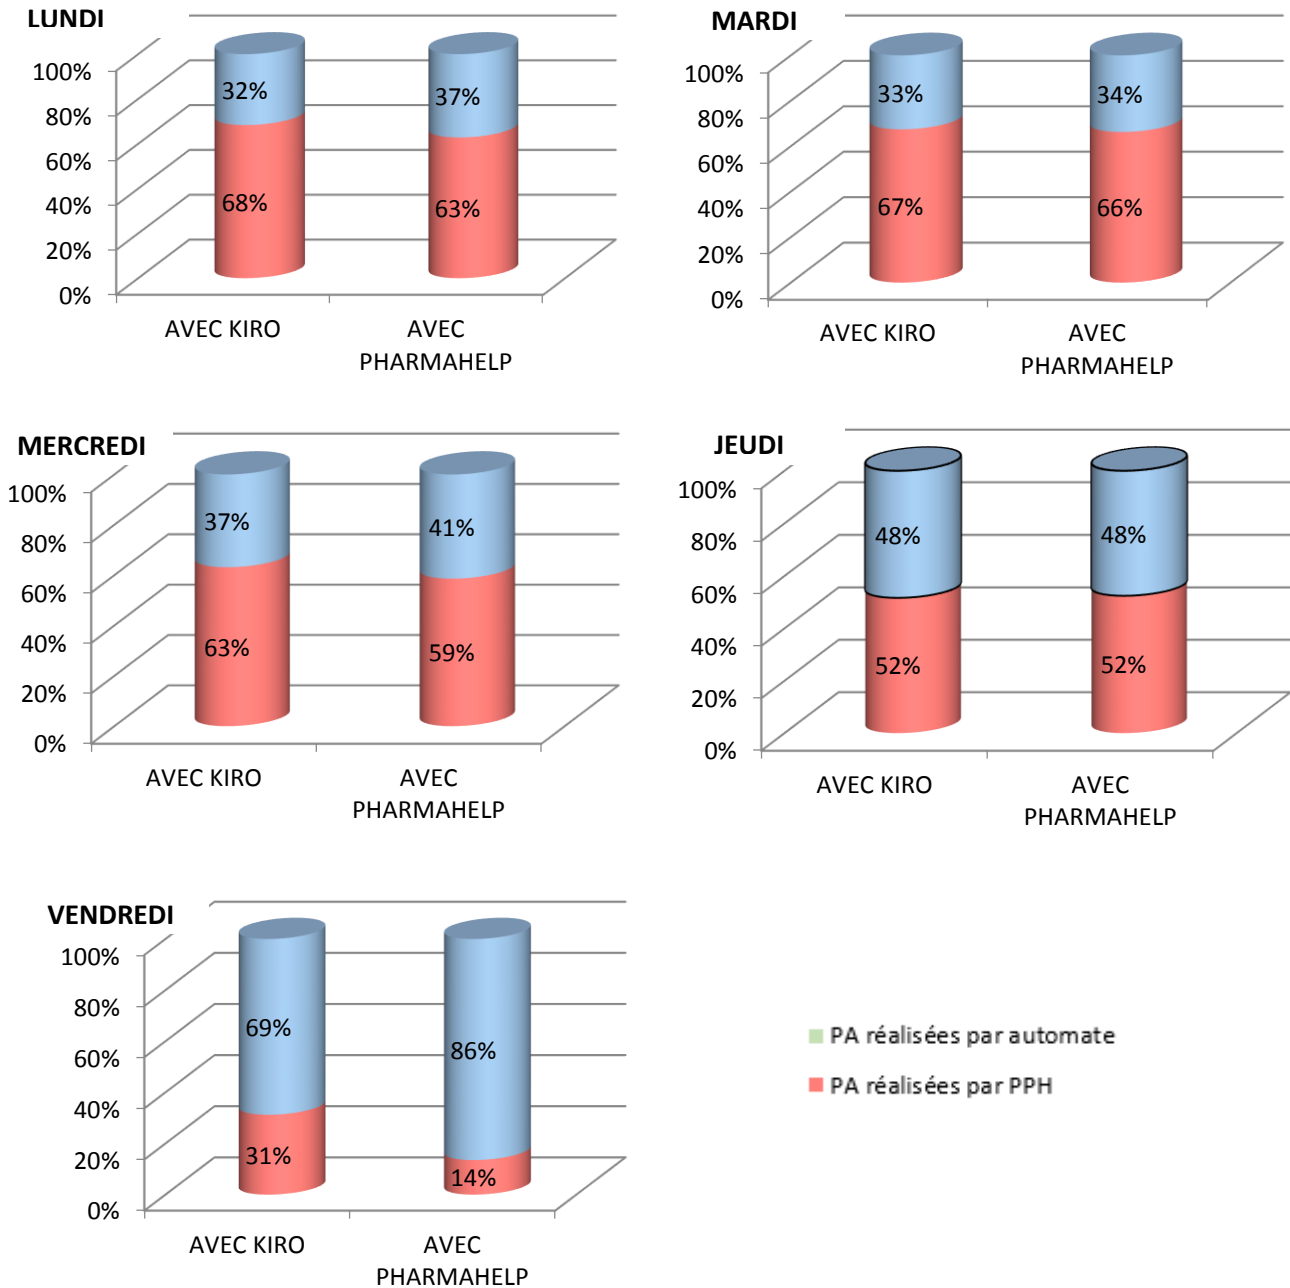 LUNDI
100%
80%
60%
40%
20%
0%
32%
37%
68%
63%
AVEC KIRO
AVEC
PHARMAHELP
MARDI
100%
80%
60%
40%
20%
0%
33%
34%
67%
66%
AVEC KIRO
AVEC
PHARMAHELP
MERCREDI
100%
80%
60%
40%
20%
0%
37%
41%
63%
59%
AVEC KIRO
AVEC
PHARMAHELP
JEUDI
100%
80%
60%
40%
20%
0%
48%
48%
52%
52%
AVEC KIRO
AVEC
PHARMAHELP
VENDREDI
100%
80%
60%
40%
20%
0%
69%
86%
31%
14%
AVEC KIRO
AVEC
PHARMAHELP
PA réalisées par automate
PA réalisées par PPH